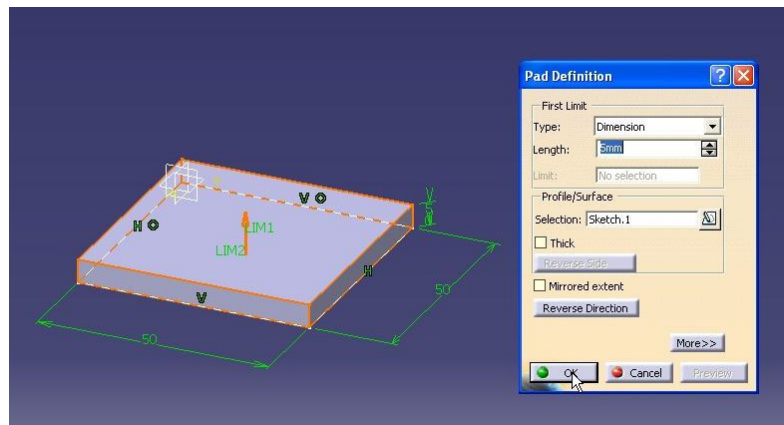 Pad Definition
First Limit
Type: Dimension
Length: 5mm
Limit: No selection
Profile/Surface
Selection: Sketch.1
Thick
Reverse Side
Mirrored extent
Reverse Direction
More>>
OK Cancel Preview
V
H
LIM1
LIM2
H
V
50
50